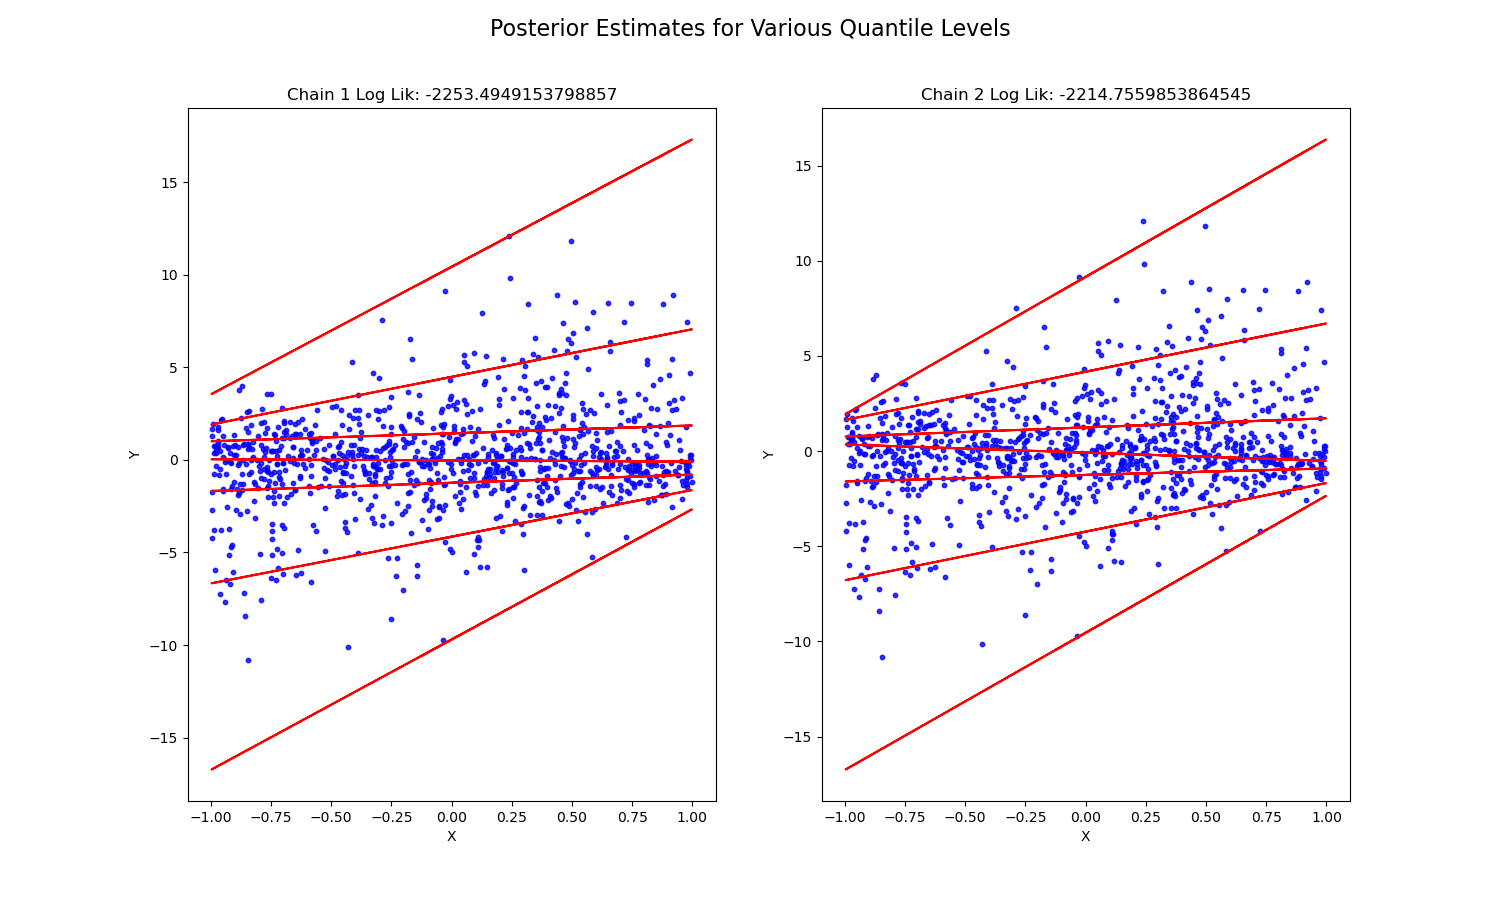 Posterior Estimates for Various Quantile Levels
Chain 1 Log Lik: -2253.4949153798857
Chain 2 Log Lik: -2214.7559853864545
15
10
5
0
−5
−10
−15
Y
−1.00 −0.75 −0.50 −0.25 0.00 0.25 0.50 0.75 1.00
X
15
10
5
0
−5
−10
−15
Y
−1.00 −0.75 −0.50 −0.25 0.00 0.25 0.50 0.75 1.00
X